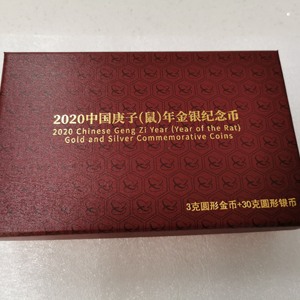 2020中国庚子(鼠)年金银纪念币
2020 Chinese Geng Zi Year (Year of the Rat)
Gold and Silver Commemorative Coins
3克圆形金币+30克圆形银币